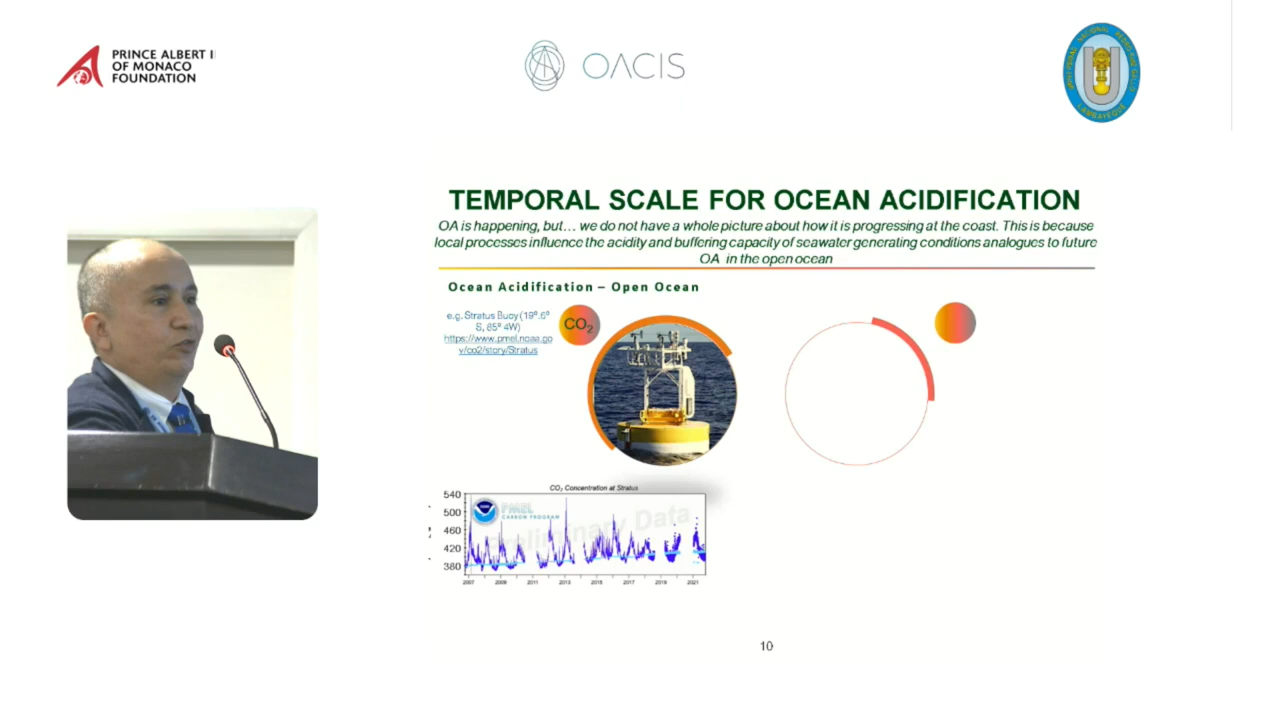 PRINCE ALBERT II
OF MONACO
FOUNDATION
OACIS
LAMBAYEQUE
TEMPORAL SCALE FOR OCEAN ACIDIFICATION
OA is happening, but… we do not have a whole picture about how it is progressing at the coast. This is because
local processes influence the acidity and buffering capacity of seawater generating conditions analogues to future
OA in the open ocean
Ocean Acidification – Open Ocean
e.g. Stratus Buoy (19º.6º
S, 85º 4W)
https://www.pmel.noaa.go
v/co2/story/Stratus
CO2
CO2 Concentration at Stratus
PMEL
CARBON PROGRAM
Preliminary Data
540
500
460
420
380
2007 2009 2011 2013 2015 2017 2019 2021
10